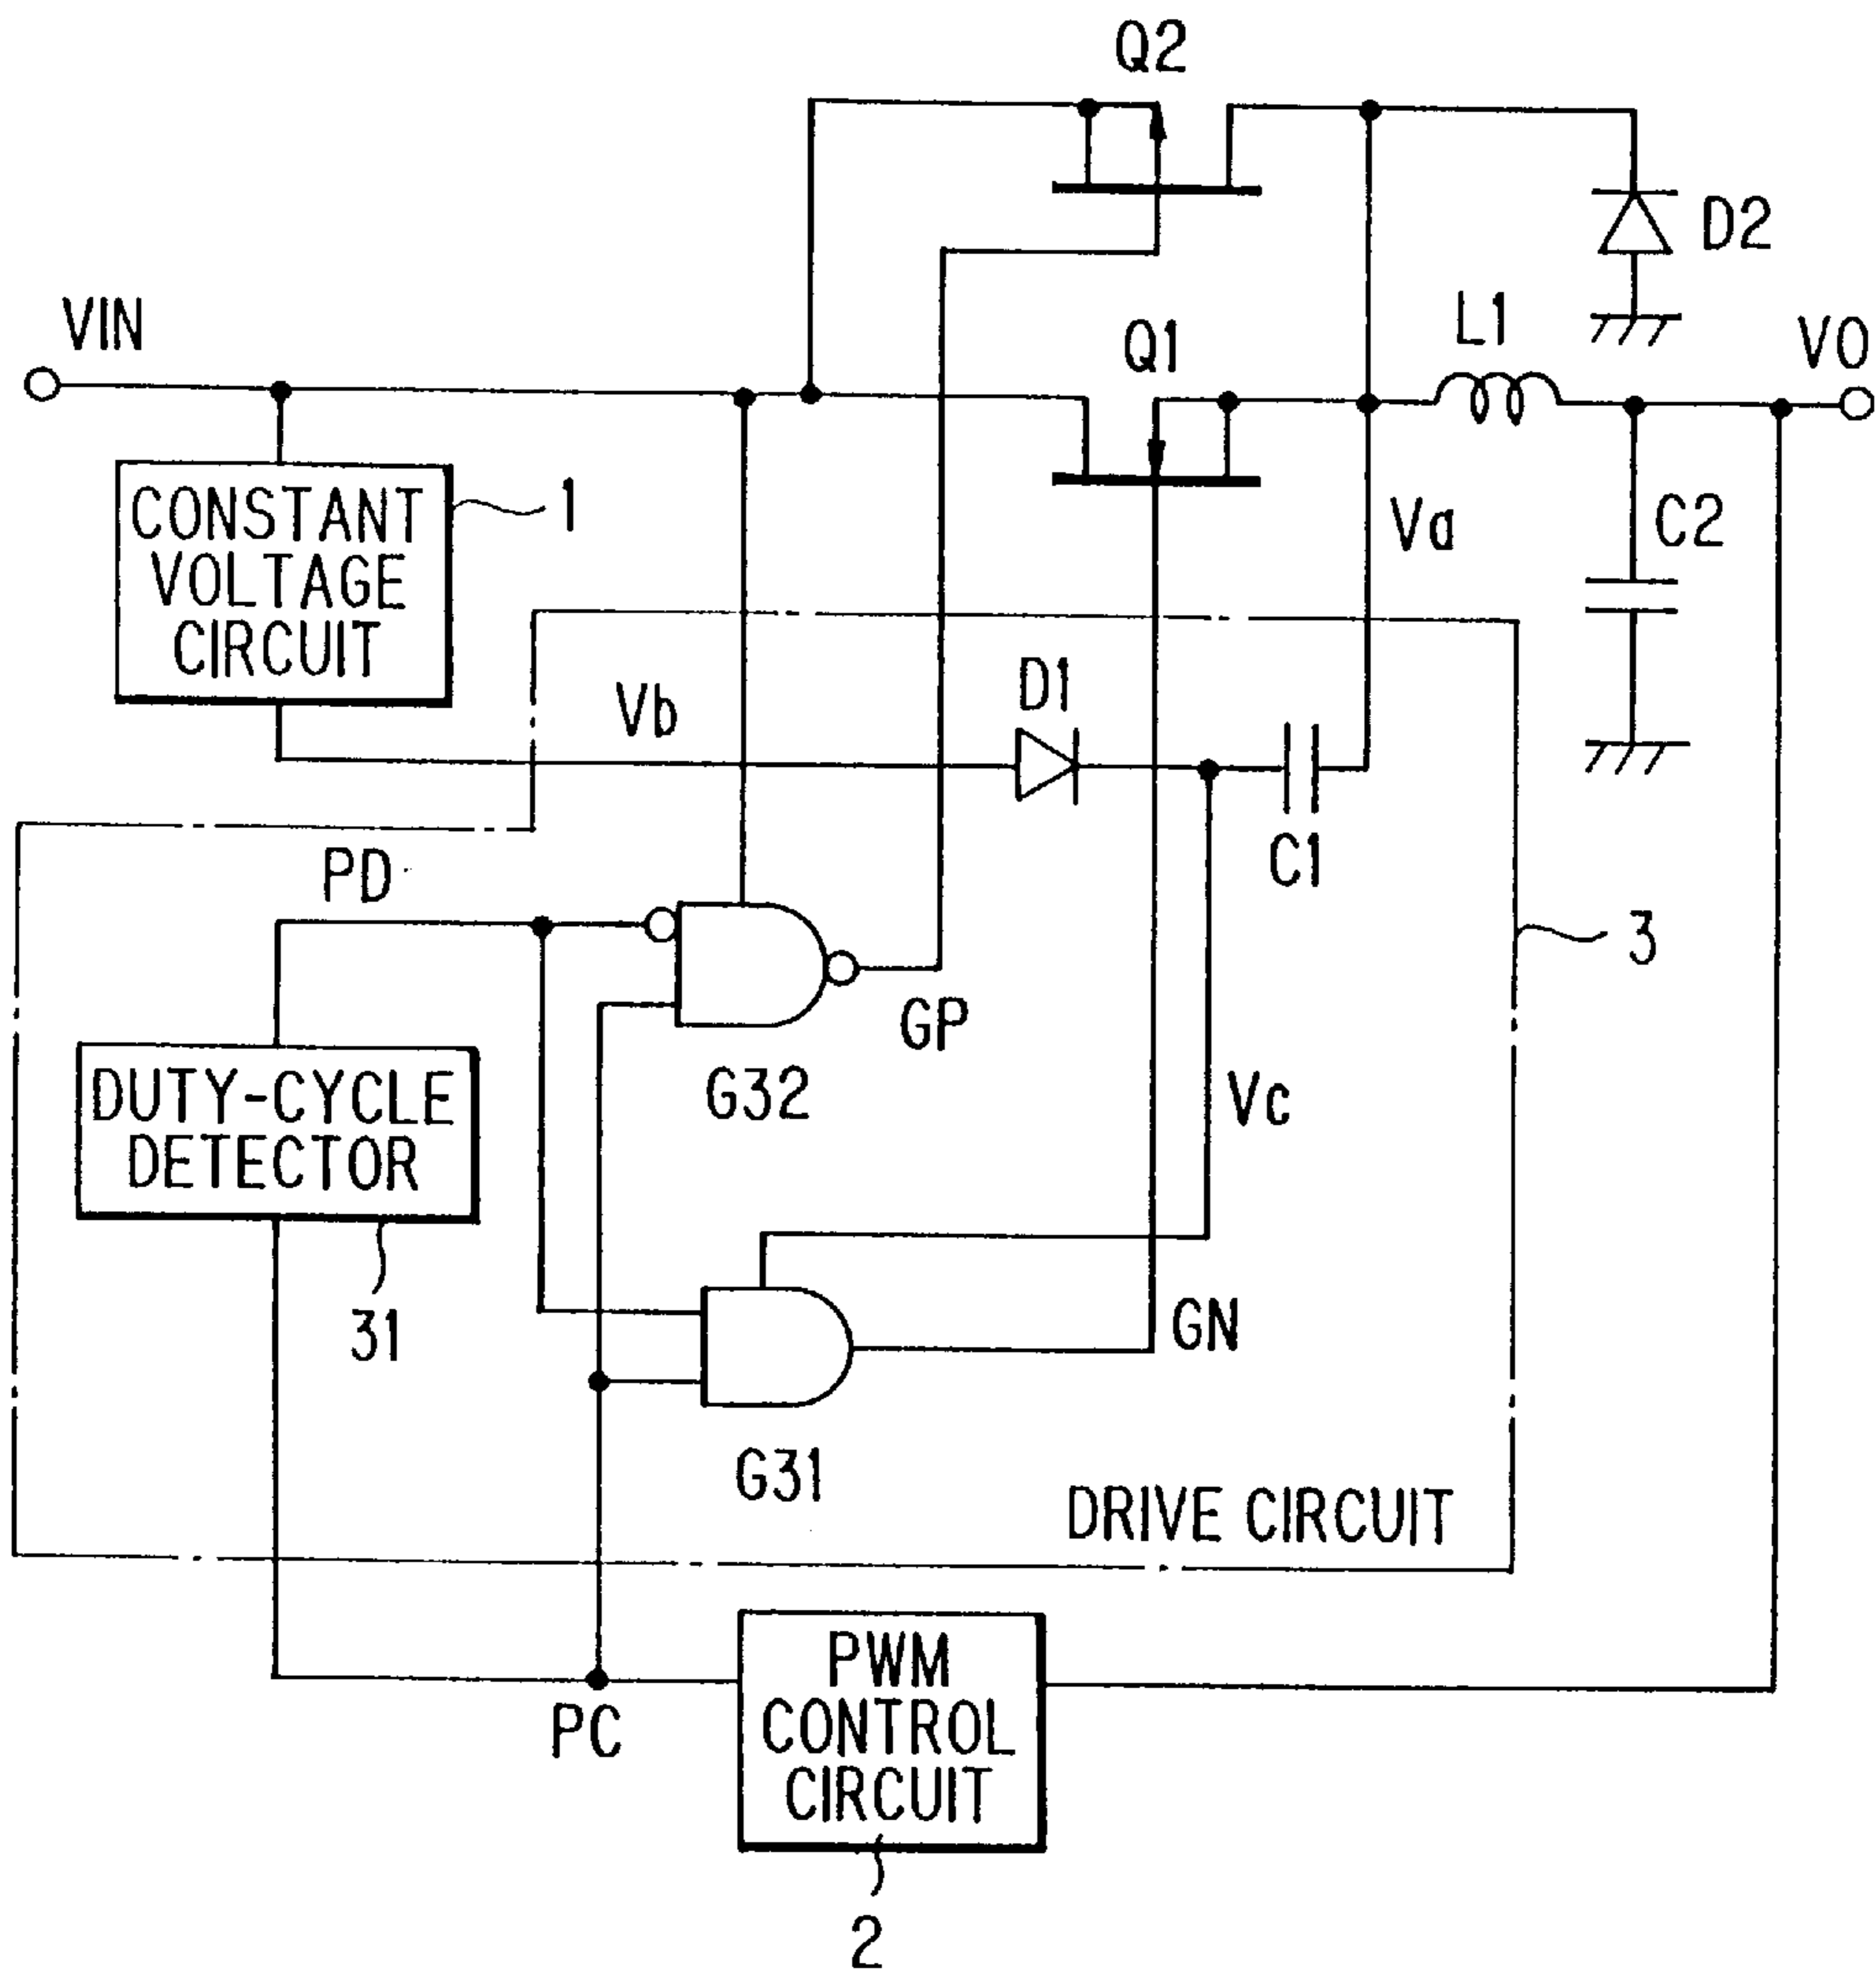 Q2
D2
VIN
Q1
L1
VO
CONSTANT
VOLTAGE
CIRCUIT
1
Va
C2
Vb
D1
C1
PD
3
GP
G32
Vc
DUTY-CYCLE
DETECTOR
31
GN
G31
DRIVE CIRCUIT
PWM
CONTROL
CIRCUIT
PC
2